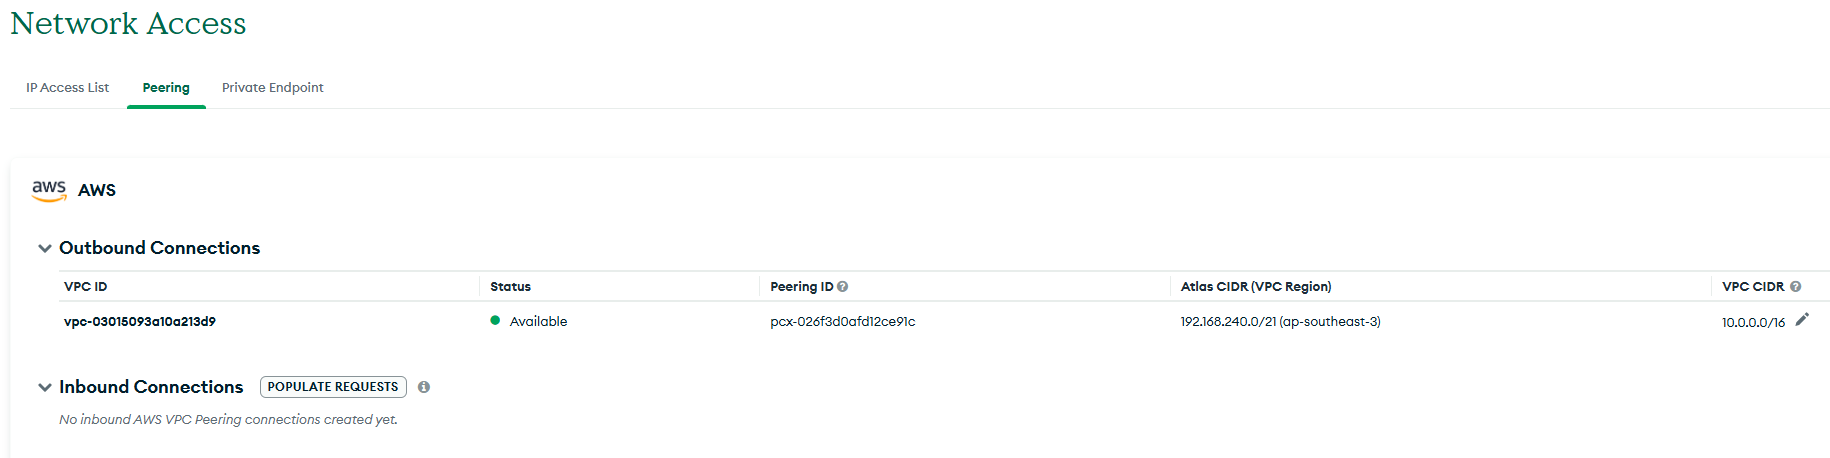 Network Access
IP Access List Peering Private Endpoint
aws AWS
Outbound Connections
VPC ID Status Peering ID Atlas CIDR (VPC Region) VPC CIDR
vpc-03015093a10a213d9 Available pcx-026f3d0afd12ce91c 192.168.240.0/21 (ap-southeast-3) 10.0.0.0/16
Inbound Connections POPULATE REQUESTS
No inbound AWS VPC Peering connections created yet.